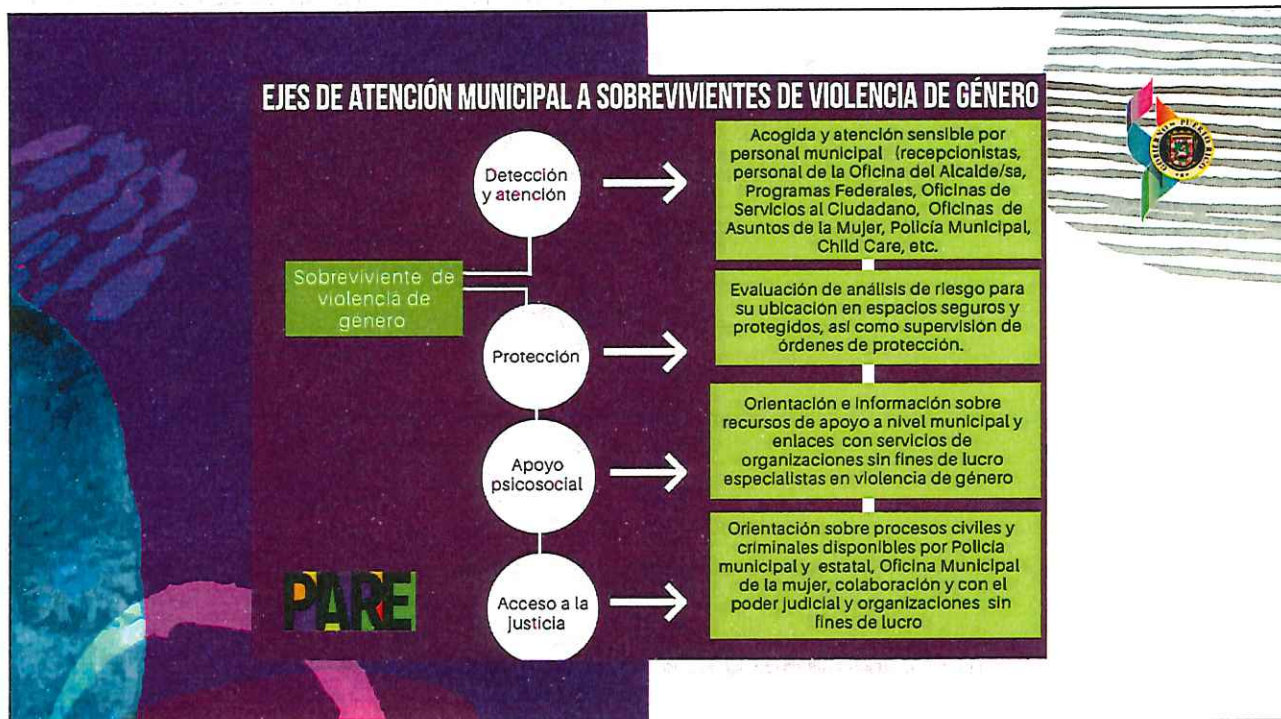 EJES DE ATENCIÓN MUNICIPAL A SOBREVIVIENTES DE VIOLENCIA DE GÉNERO
Sobreviviente de
violencia de
género
Detección
y atención
Acogida y atención sensible por
personal municipal (recepcionistas,
personal de la Oficina del Alcalde/sa,
Programas Federales, Oficinas de
Servicios al Ciudadano, Oficinas de
Asuntos de la Mujer, Policía Municipal,
Child Care, etc.
Protección
Evaluación de análisis de riesgo para
su ubicación en espacios seguros y
protegidos, así como supervisión de
órdenes de protección.
Apoyo
psicosocial
Orientación e información sobre
recursos de apoyo a nivel municipal y
enlaces con servicios de
organizaciones sin fines de lucro
especialistas en violencia de género
Acceso a la
justicia
Orientación sobre procesos civiles y
criminales disponibles por Policía
municipal y estatal, Oficina Municipal
de la mujer, colaboración y con el
poder judicial y organizaciones sin
fines de lucro
PARE
GOBIERNO DE PUERTO RICO